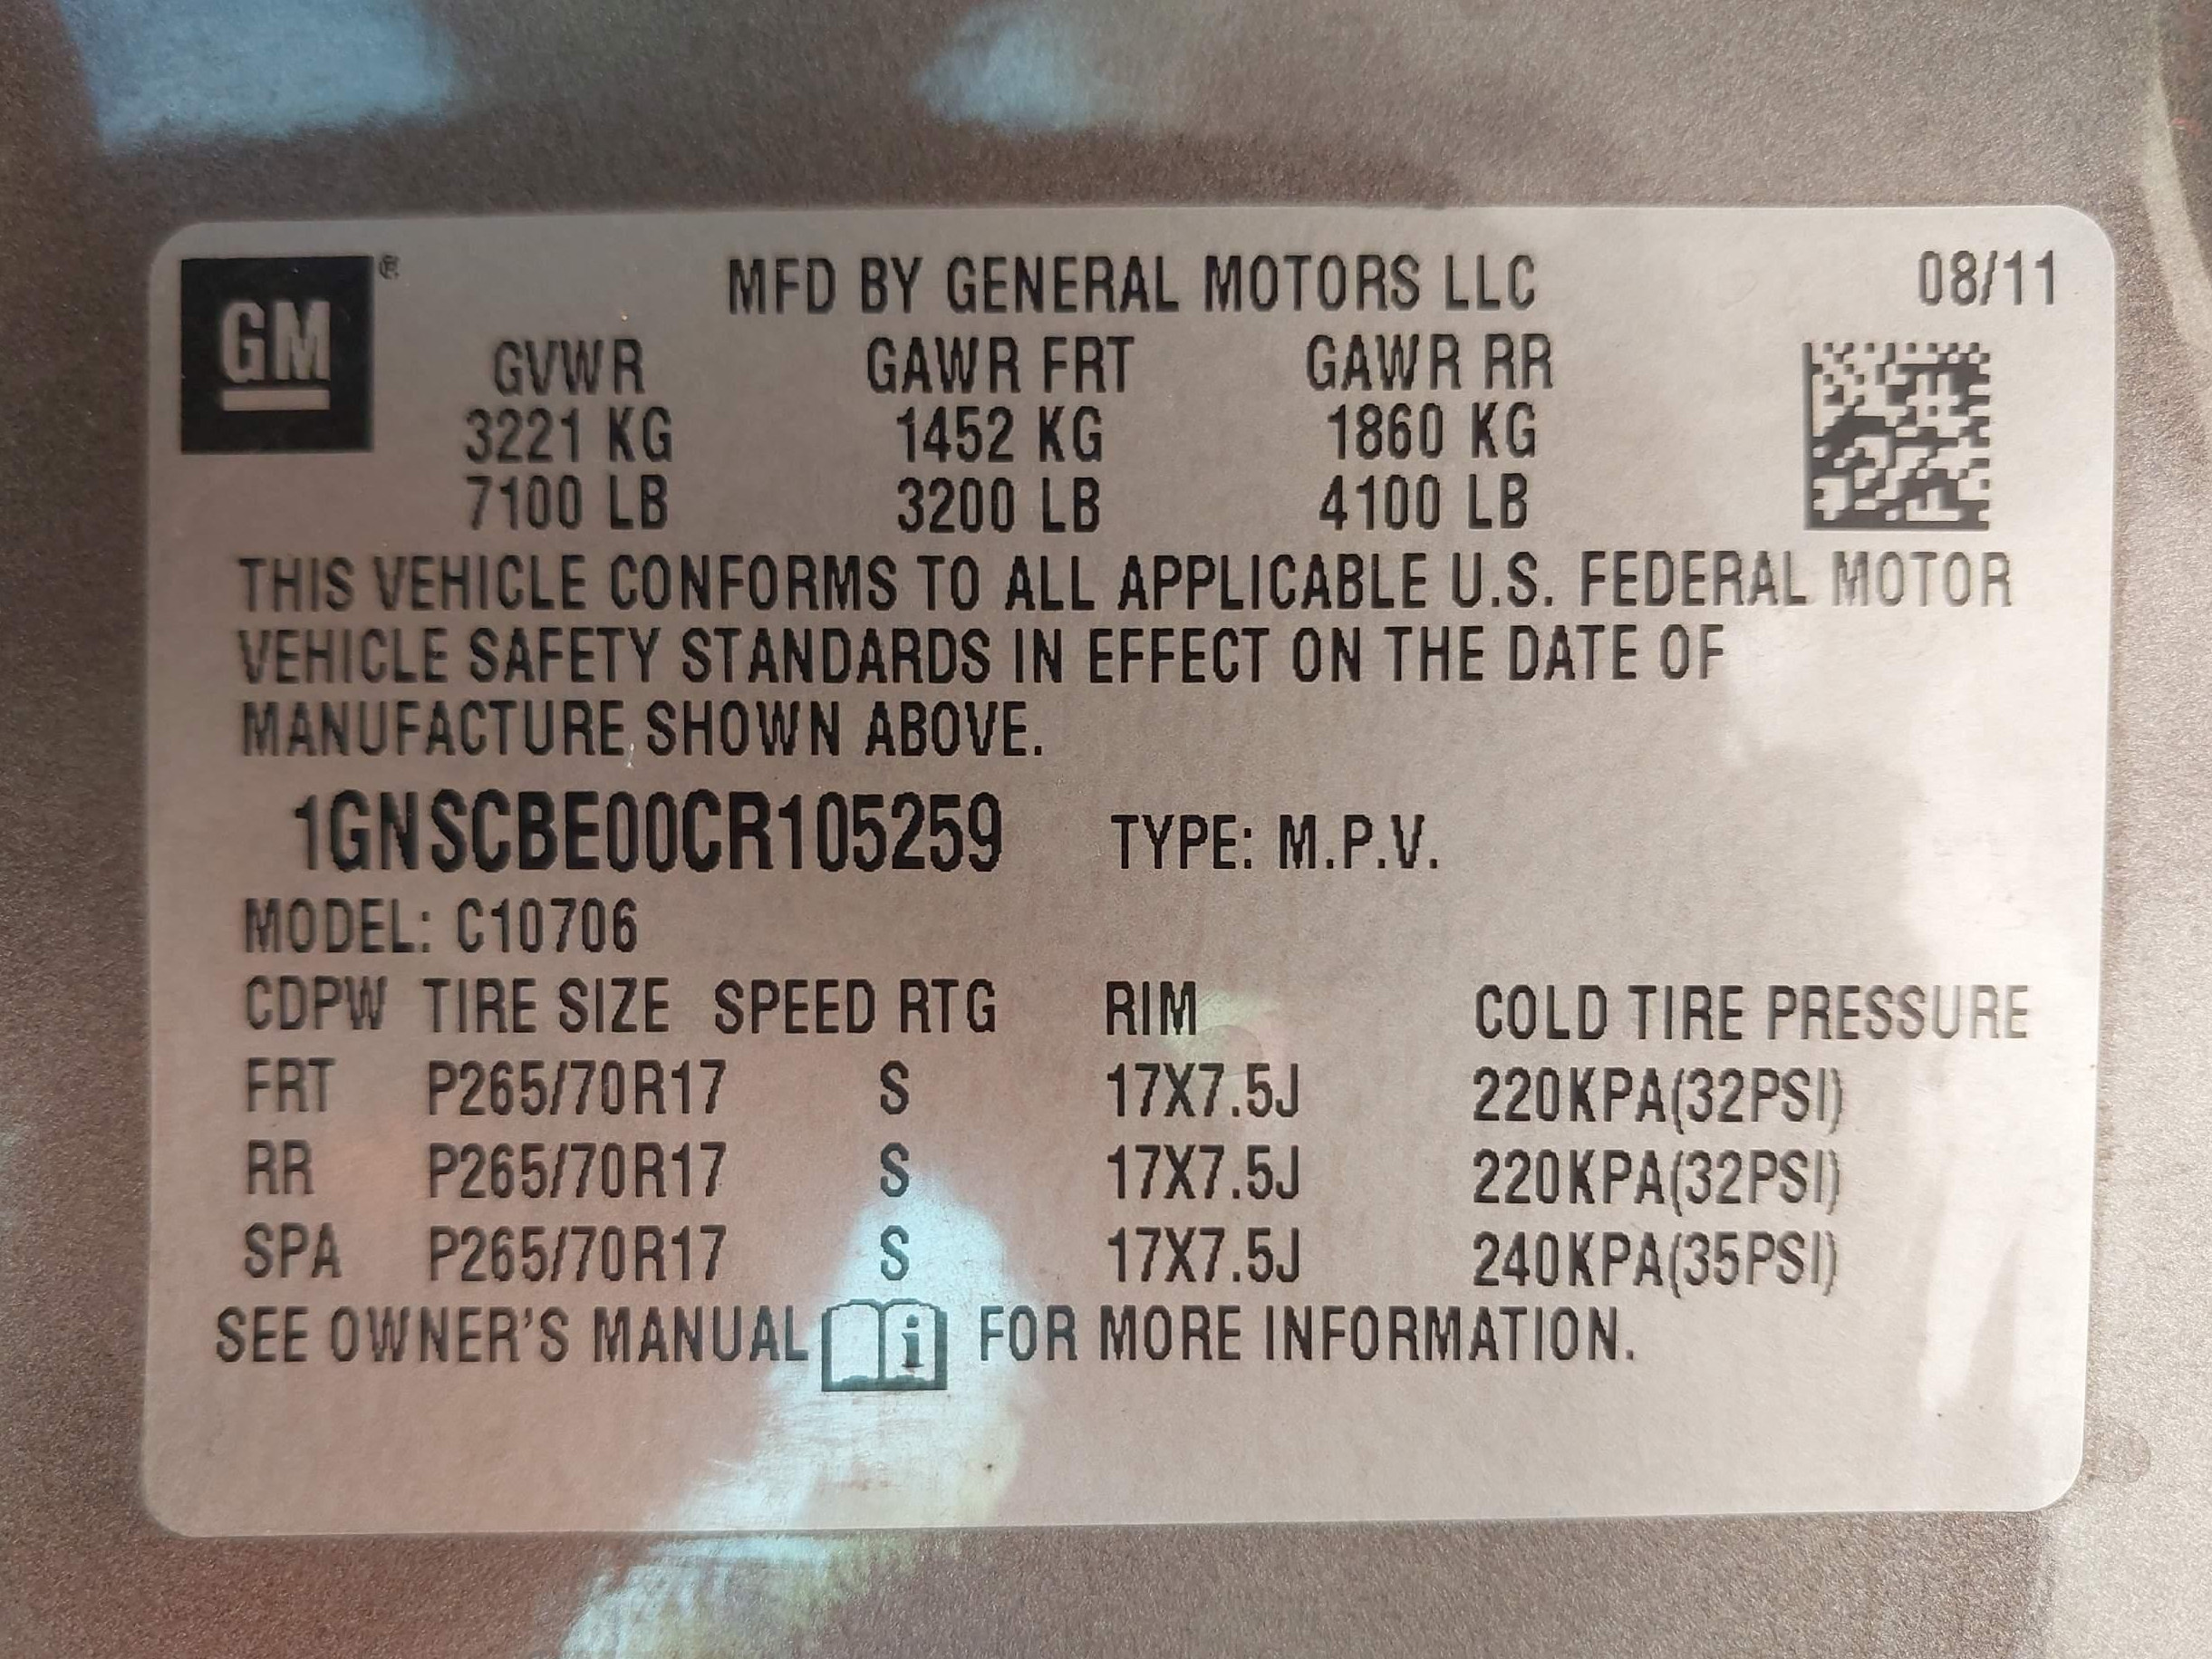 GM®
MFD BY GENERAL MOTORS LLC 08/11
GVWR GAWR FRT GAWR RR
3221 KG 1452 KG 1860 KG
7100 LB 3200 LB 4100 LB
THIS VEHICLE CONFORMS TO ALL APPLICABLE U.S. FEDERAL MOTOR
VEHICLE SAFETY STANDARDS IN EFFECT ON THE DATE OF
MANUFACTURE SHOWN ABOVE.
1GNSCBE00CR105259 TYPE: M.P.V.
MODEL: C10706
CDPW TIRE SIZE SPEED RTG RIM COLD TIRE PRESSURE
FRT P265/70R17 S 17X7.5J 220KPA(32PSI)
RR P265/70R17 S 17X7.5J 220KPA(32PSI)
SPA P265/70R17 S 17X7.5J 240KPA(35PSI)
SEE OWNER'S MANUAL i FOR MORE INFORMATION.